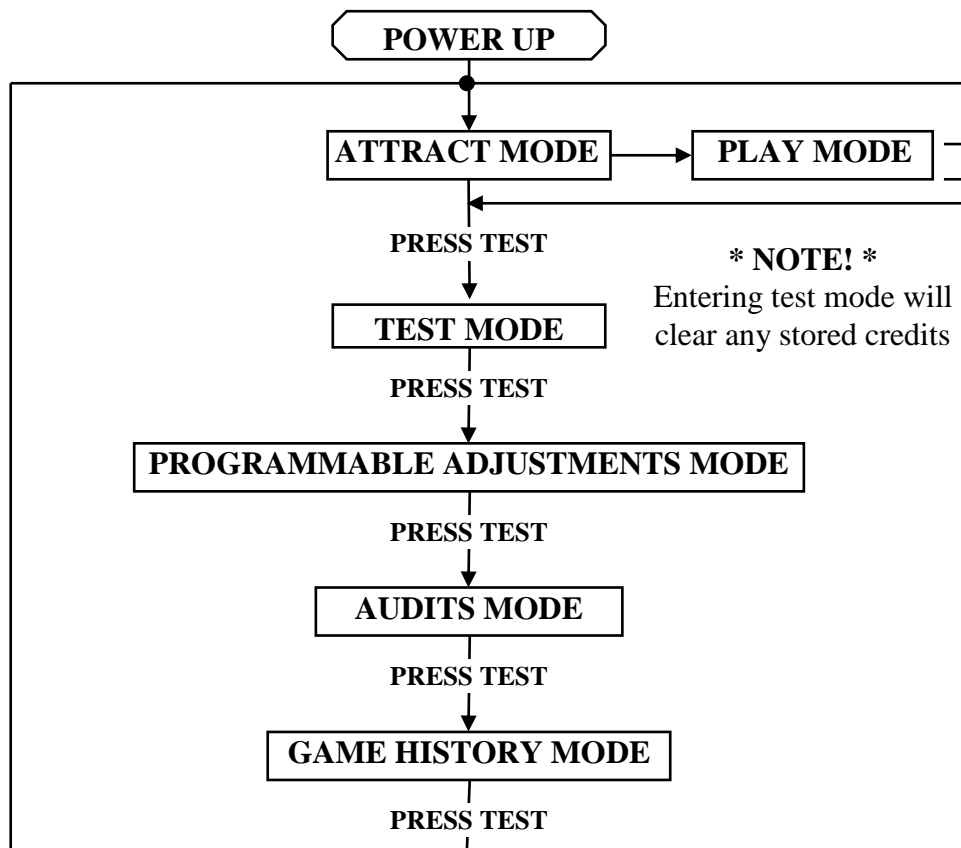 POWER UP
ATTRACT MODE
PLAY MODE
PRESS TEST
* NOTE! *
Entering test mode will
clear any stored credits
TEST MODE
PRESS TEST
PROGRAMMABLE ADJUSTMENTS MODE
PRESS TEST
AUDITS MODE
PRESS TEST
GAME HISTORY MODE
PRESS TEST